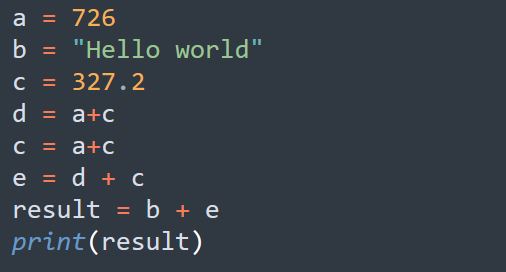 a = 726
b = "Hello world"
c = 327.2
d = a+c
c = a+c
e = d + c
result = b + e
print(result)